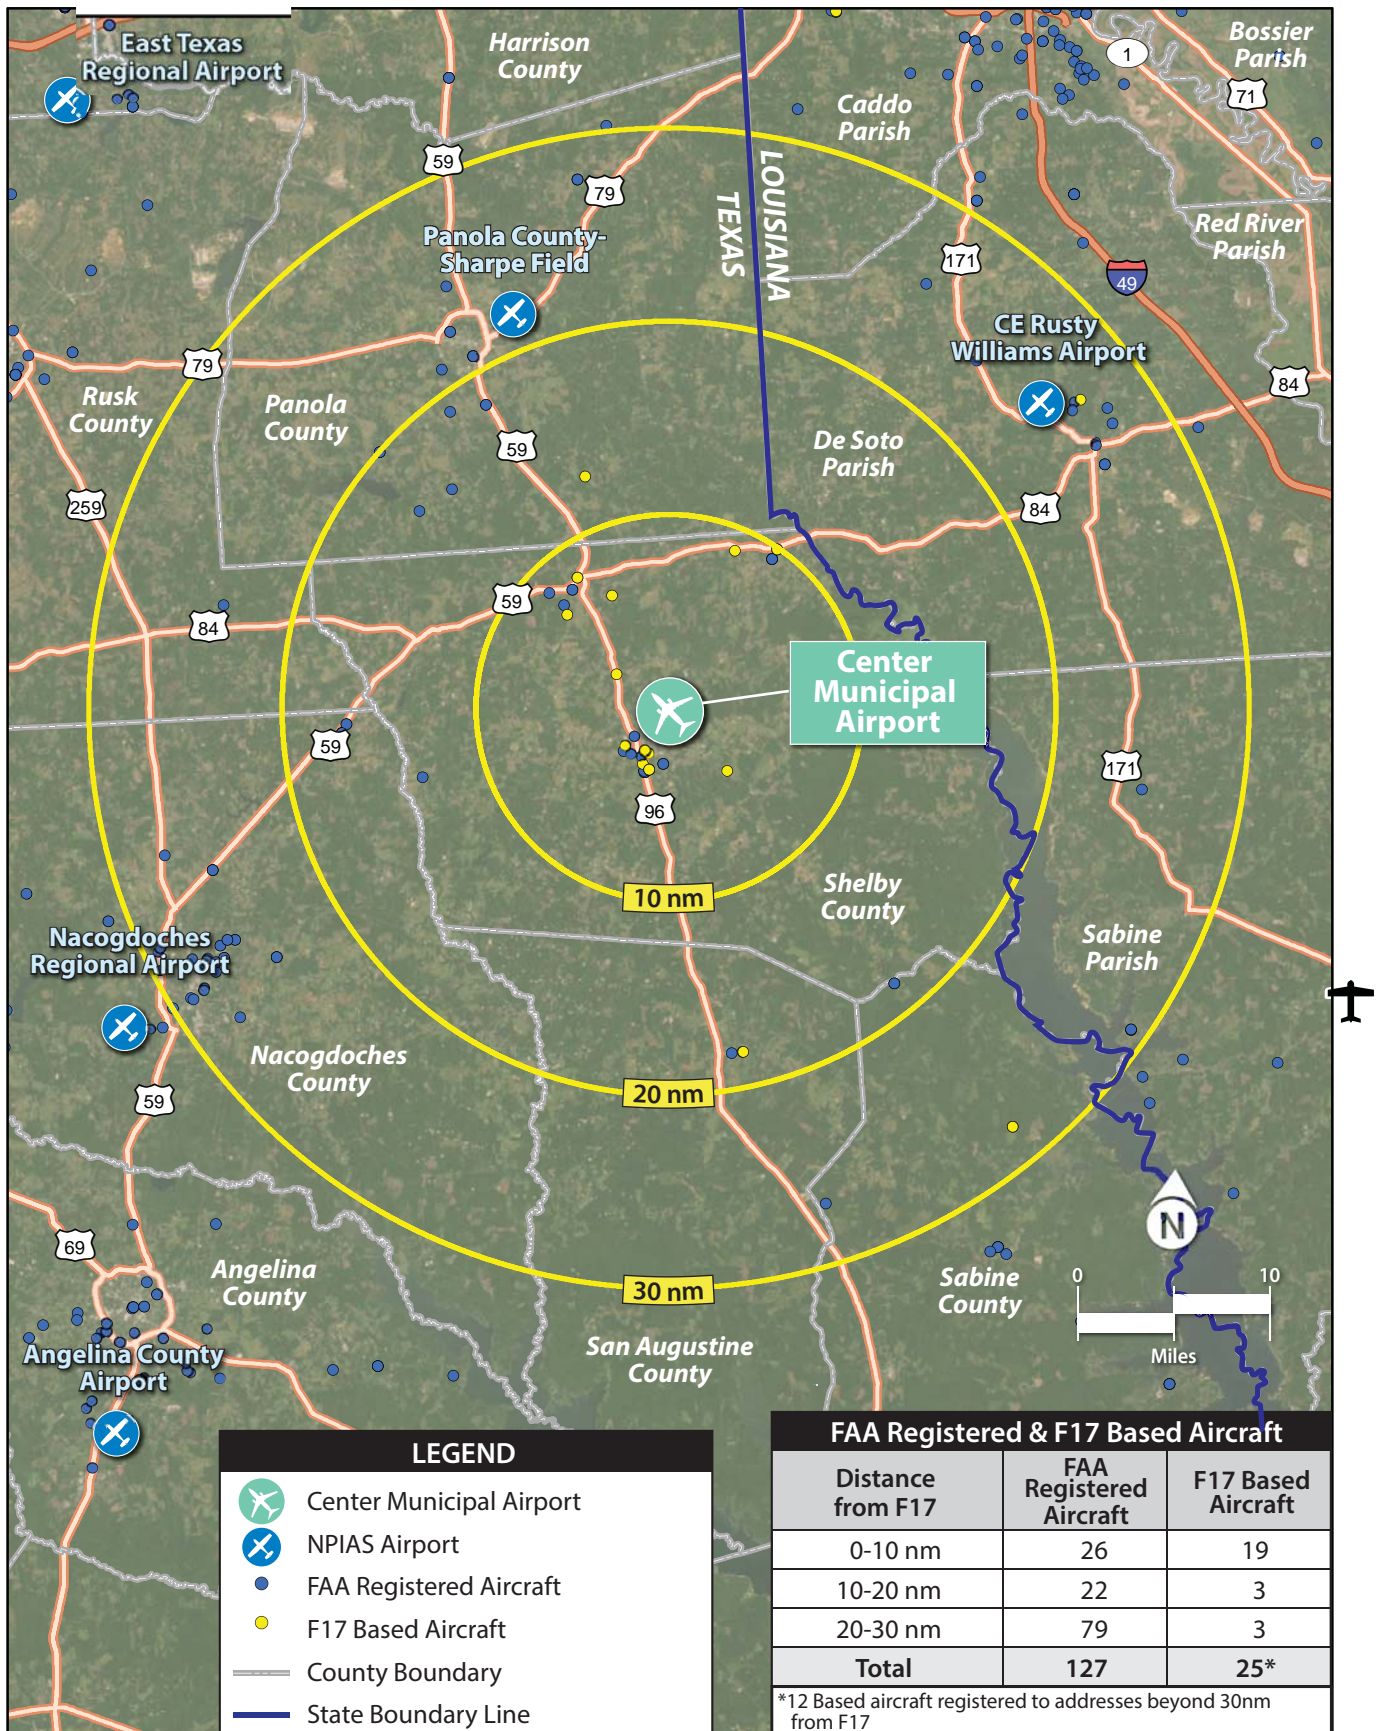 East Texas
Regional Airport
Harrison
County
Bossier
Parish
1
71
Caddo
Parish
59
79
LOUISIANA
TEXAS
Red River
Parish
Panola County-
Sharpe Field
171
49
CE Rusty
Williams Airport
79
84
Rusk
County
Panola
County
59
De Soto
Parish
259
84
59
84
Center
Municipal
Airport
59
171
96
10 nm
Shelby
County
Sabine
Parish
Nacogdoches
Regional Airport
Nacogdoches
County
59
20 nm
N
69
Angelina
County
Sabine
County
0
10
30 nm
San Augustine
County
Miles
Angelina County
Airport
LEGEND
Center Municipal Airport
NPIAS Airport
FAA Registered Aircraft
F17 Based Aircraft
County Boundary
State Boundary Line
FAA Registered & F17 Based Aircraft
Distance
from F17
FAA
Registered
Aircraft
F17 Based
Aircraft
0-10 nm 26 19
10-20 nm 22 3
20-30 nm 79 3
Total 127 25*
*12 Based aircraft registered to addresses beyond 30nm
from F17